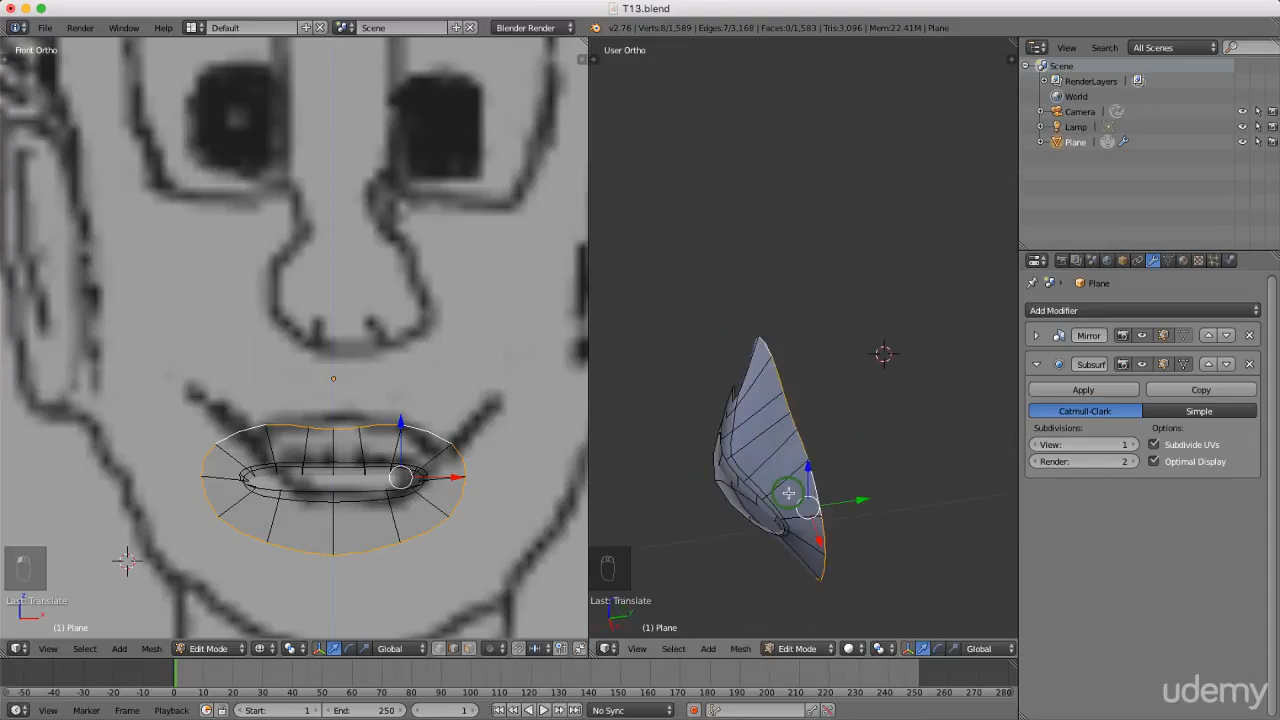 T13.blend
File Render Window Help Default Scene Blender Render v2.76 | Verts:8/1,589 | Edges:7/3,168 | Faces:0/1,583 | Tris:3,096 | Mem:22.41M | Plane
View Search All Scenes
Front Ortho
User Ortho
Scene
RenderLayers
World
Camera
Lamp
Plane
Plane
Add Modifier
Mirror
Subsurf
Apply Copy
Catmull-Clark Simple
Subdivisions: Options:
View: 1 Subdivide UVs
Render: 2 Optimal Display
Last: Translate
Last: Translate
(1) Plane
(1) Plane
View Select Add Mesh Edit Mode Global
View Select Add Mesh Edit Mode Global
-50 -40 -30 -20 -10 0 10 20 30 40 50 60 70 80 90 100 110 120 130 140 150 160 170 180 190 200 210 220 230 240 250 260 270 280
View Marker Frame Playback Start: 1 End: 250 1 No Sync
udemy